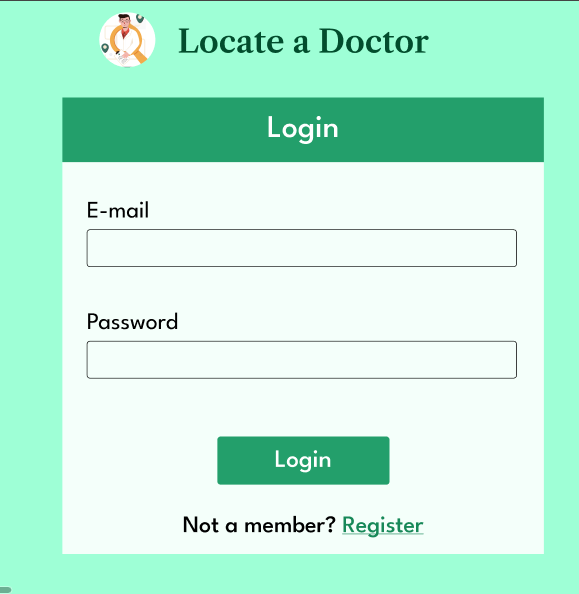 Locate a Doctor
Login
E-mail
Password
Login
Not a member? Register